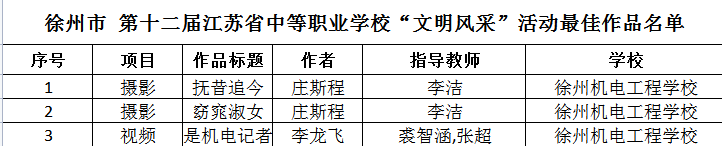 徐州市 第十二届江苏省中等职业学校“文明风采”活动最佳作品名单
序号 项目 作品标题 作者 指导教师 学校
1 摄影 抚昔追今 庄斯程 李洁 徐州机电工程学校
2 摄影 窈窕淑女 庄斯程 李洁 徐州机电工程学校
3 视频 是机电记者 李龙飞 裘智涵,张超 徐州机电工程学校